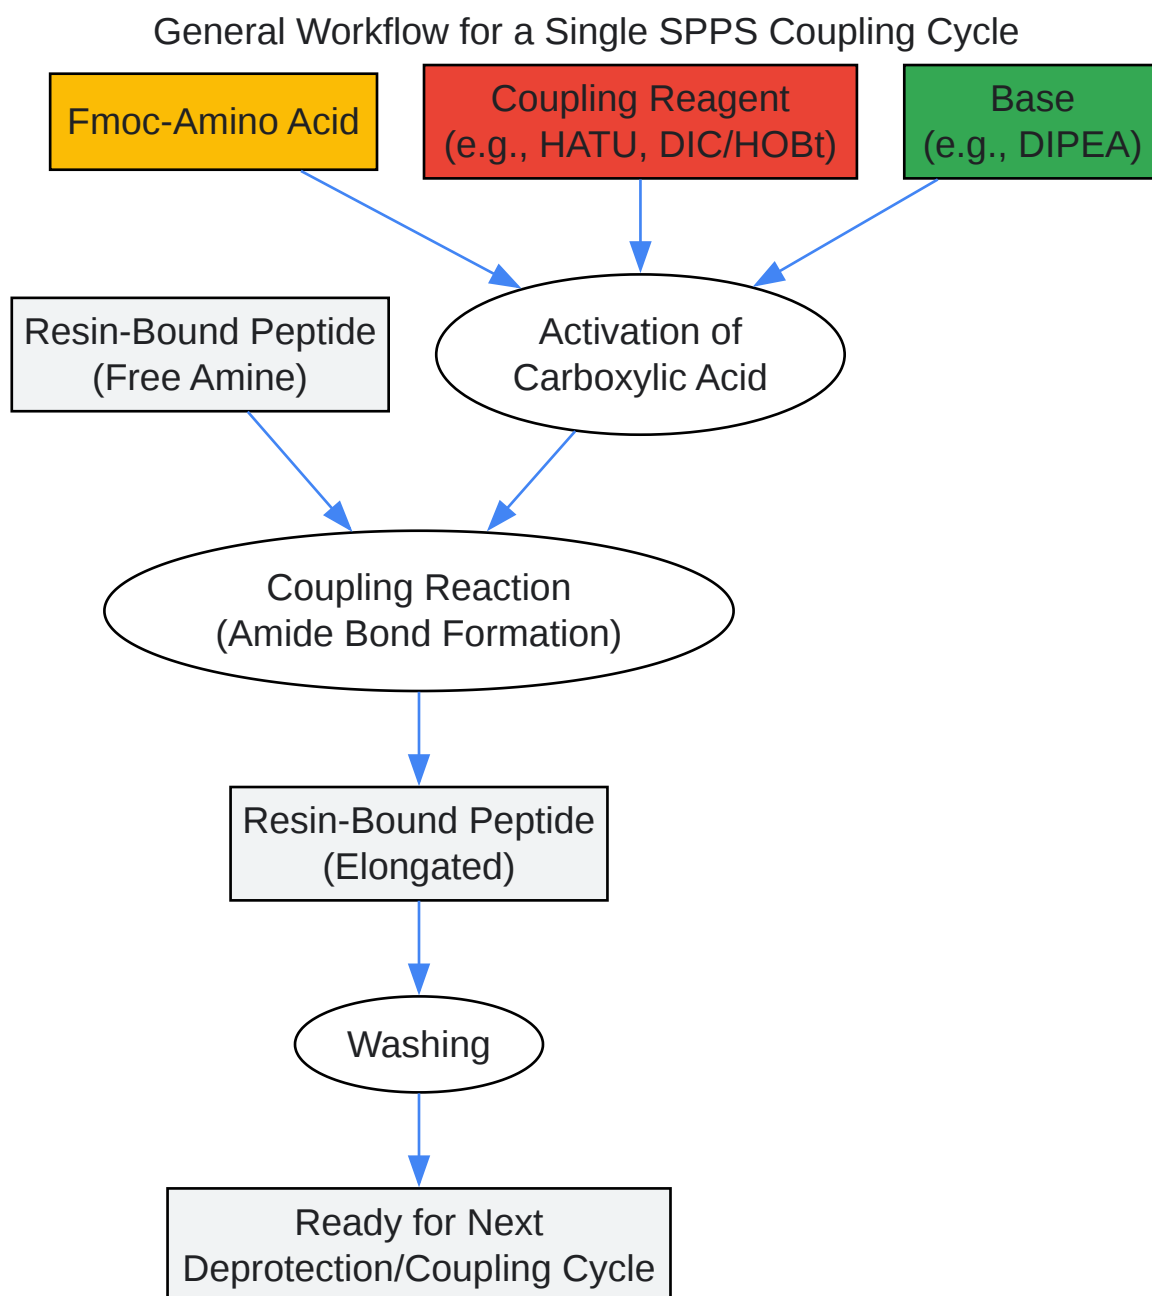 General Workflow for a Single SPPS Coupling Cycle
Fmoc-Amino Acid
Coupling Reagent
(e.g., HATU, DIC/HOBt)
Base
(e.g., DIPEA)
Resin-Bound Peptide
(Free Amine)
Activation of
Carboxylic Acid
Coupling Reaction
(Amide Bond Formation)
Resin-Bound Peptide
(Elongated)
Washing
Ready for Next
Deprotection/Coupling Cycle